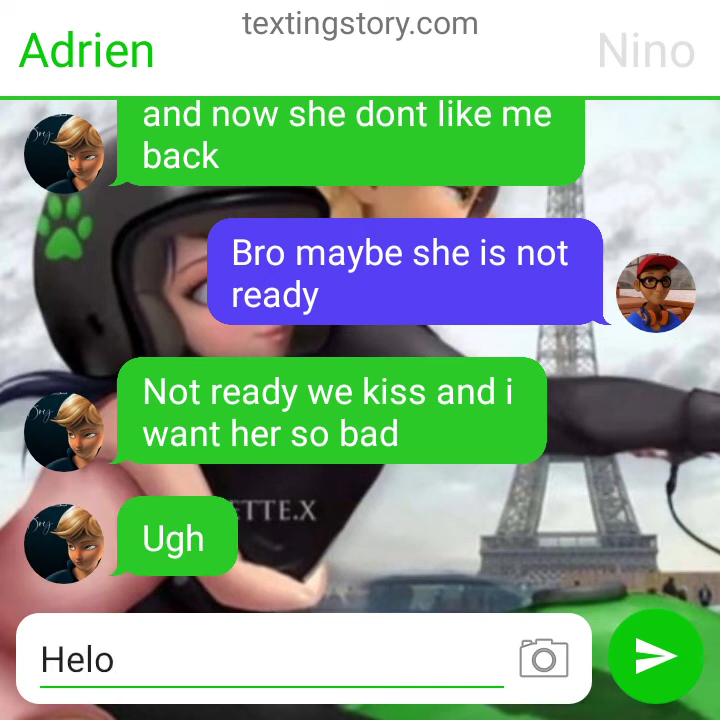 textingstory.com
Adrien
Nino
and now she dont like me
back
Bro maybe she is not
ready
Not ready we kiss and i
want her so bad
ETTE.X
Ugh
Helo